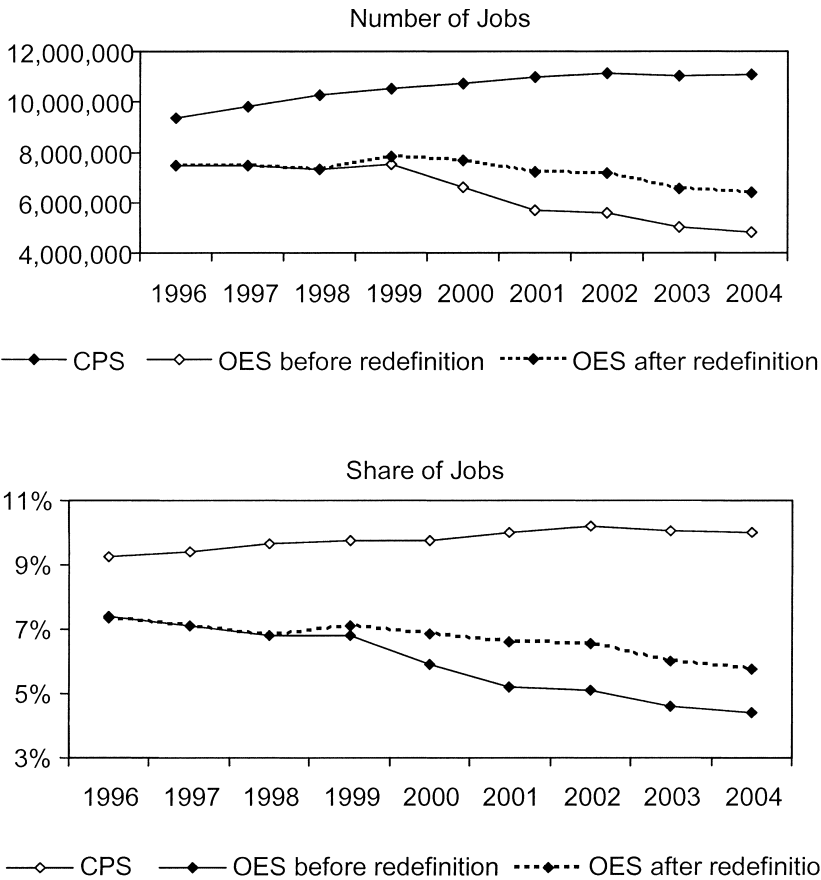 Number of Jobs
12,000,000
10,000,000
8,000,000
6,000,000
4,000,000
1996 1997 1998 1999 2000 2001 2002 2003 2004
CPS OES before redefinition OES after redefinition
Share of Jobs
11%
9%
7%
5%
3%
1996 1997 1998 1999 2000 2001 2002 2003 2004
CPS OES before redefinition OES after redefinitio